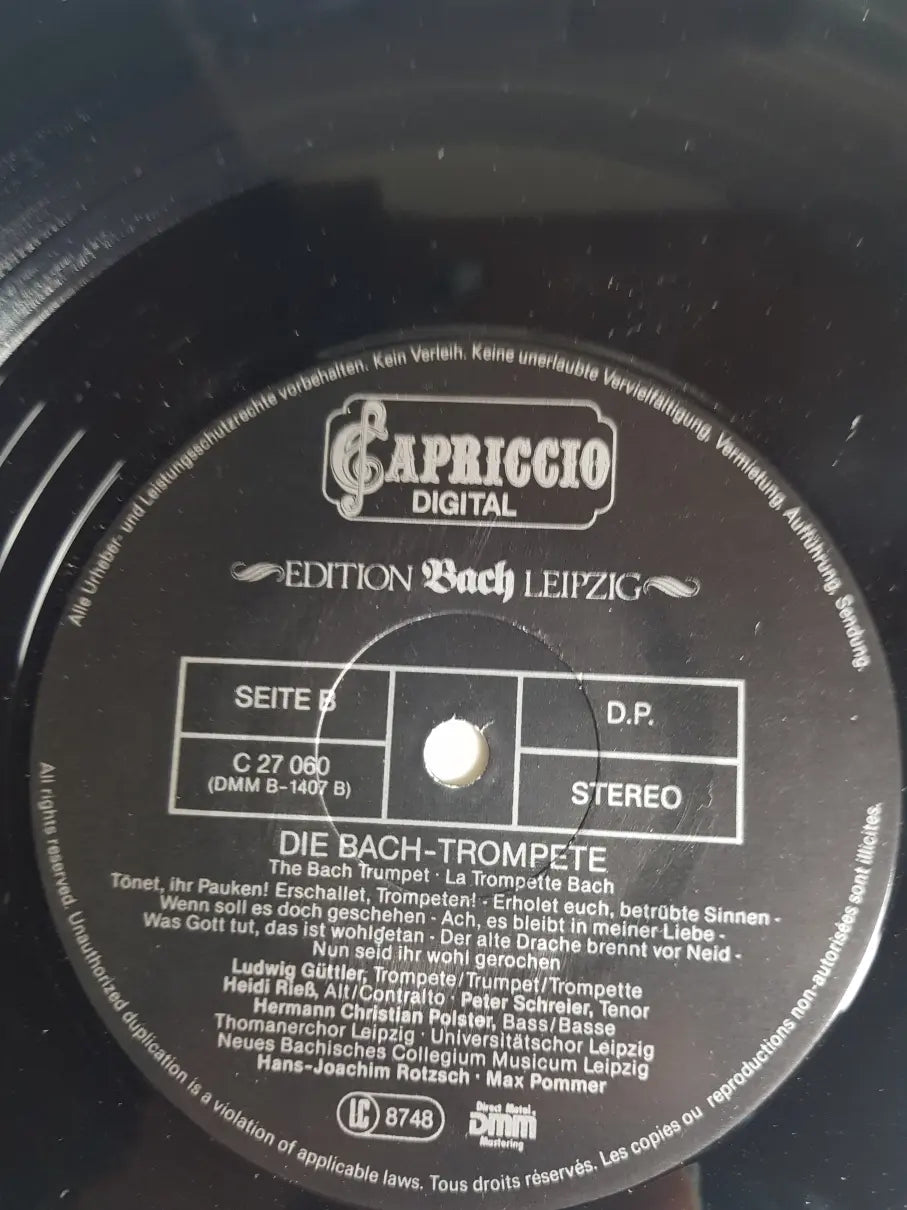 Alle Urheber- und Leistungsschutzrechte vorbehalten. Kein Verleih. Keine unerlaubte Vervielfältigung, Vermietung, Aufführung, Sendung.
CAPRICCIO
DIGITAL
EDITION Bach LEIPZIG
SEITE B
D.P.
C 27 060
(DMM B-1407 B)
STEREO
DIE BACH-TROMPETE
The Bach Trumpet · La Trompette Bach
Tönet, ihr Pauken! Erschallet, Trompeten! - Erholet euch, betrübte Sinnen -
Wenn soll es doch geschehen - Ach, es bleibt in meiner Liebe -
Was Gott tut, das ist wohlgetan - Der alte Drache brennt vor Neid -
Nun seid ihr wohl gerochen
Ludwig Güttler, Trompete/Trumpet/Trompette
Heidi Rieß, Alt/Contralto · Peter Schreier, Tenor
Hermann Christian Polster, Bass/Basse
Thomanerchor Leipzig · Universitätschor Leipzig
Neues Bachisches Collegium Musicum Leipzig
Hans-Joachim Rotzsch · Max Pommer
LC 8748
Direct Metal
DMM
Mastering
All rights reserved. Unauthorized duplication is a violation of applicable laws. Tous droits réservés. Les copies ou reproductions non-autorisées sont illicites.